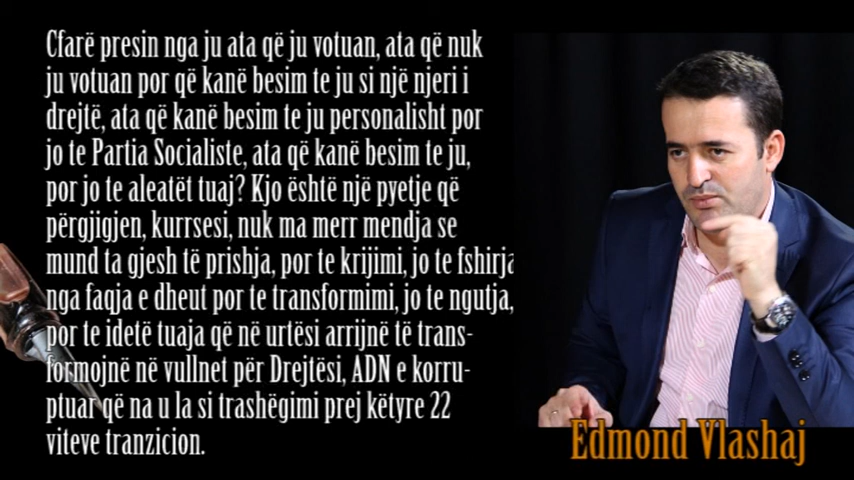 Cfarë presin nga ju ata që ju votuan, ata që nuk
ju votuan por që kanë besim te ju si një njeri i
drejtë, ata që kanë besim te ju personalisht por
jo te Partia Socialiste, ata që kanë besim te ju,
por jo te aleatët tuaj? Kjo është një pyetje që
përgjigjen, kurrsesi, nuk ma merr mendja se
mund ta gjesh të prishja, por te krijimi, jo te fshirja
nga faqja e dheut por te transformimi, jo te ngutja,
por te idetë tuaja që në urtësi arrijnë të trans-
formojnë në vullnet për Drejtësi, ADN e korru-
ptuar që na u la si trashëgimi prej këtyre 22
viteve tranzicion.
Edmond Vlashaj